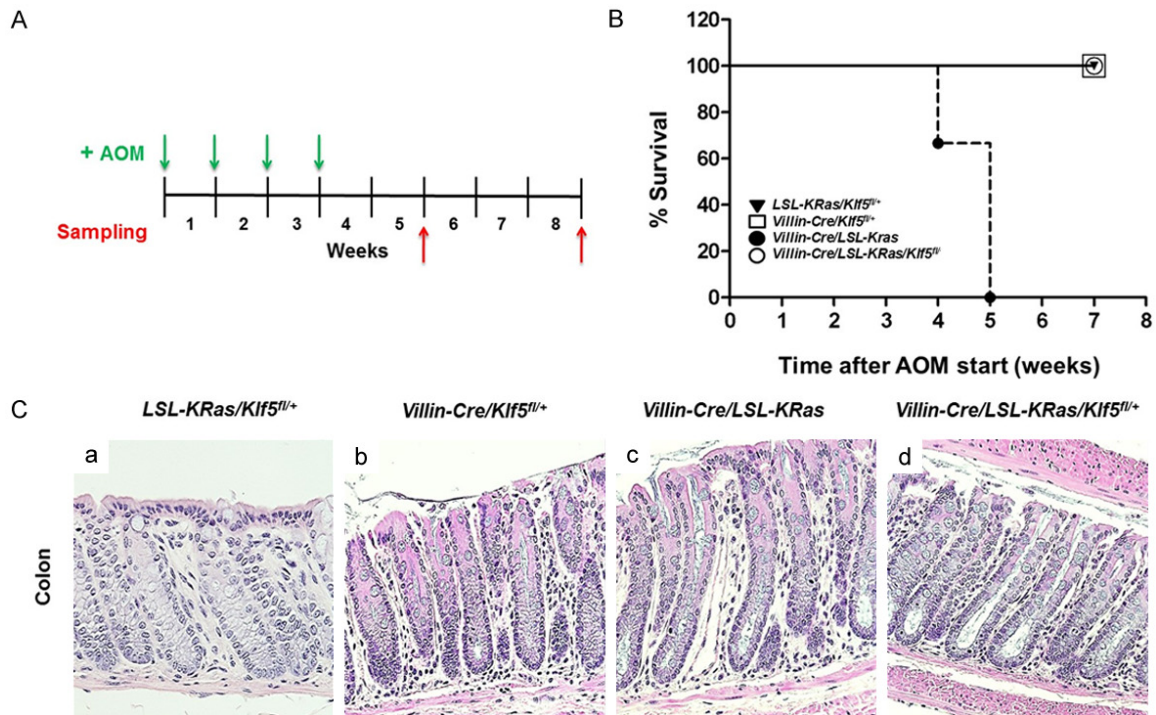 A
+ AOM
1 2 3 4 5 6 7 8
Sampling
Weeks
B
120
100
80
60
40
20
0
% Survival
LSL-KRas/Klf5fl/+
Villin-Cre/Klf5fl/+
Villin-Cre/LSL-Kras
Villin-Cre/LSL-KRas/Klf5fl/
0 1 2 3 4 5 6 7 8
Time after AOM start (weeks)
C
LSL-KRas/Klf5fl/+ Villin-Cre/Klf5fl/+ Villin-Cre/LSL-KRas Villin-Cre/LSL-KRas/Klf5fl/+
a b c d
Colon